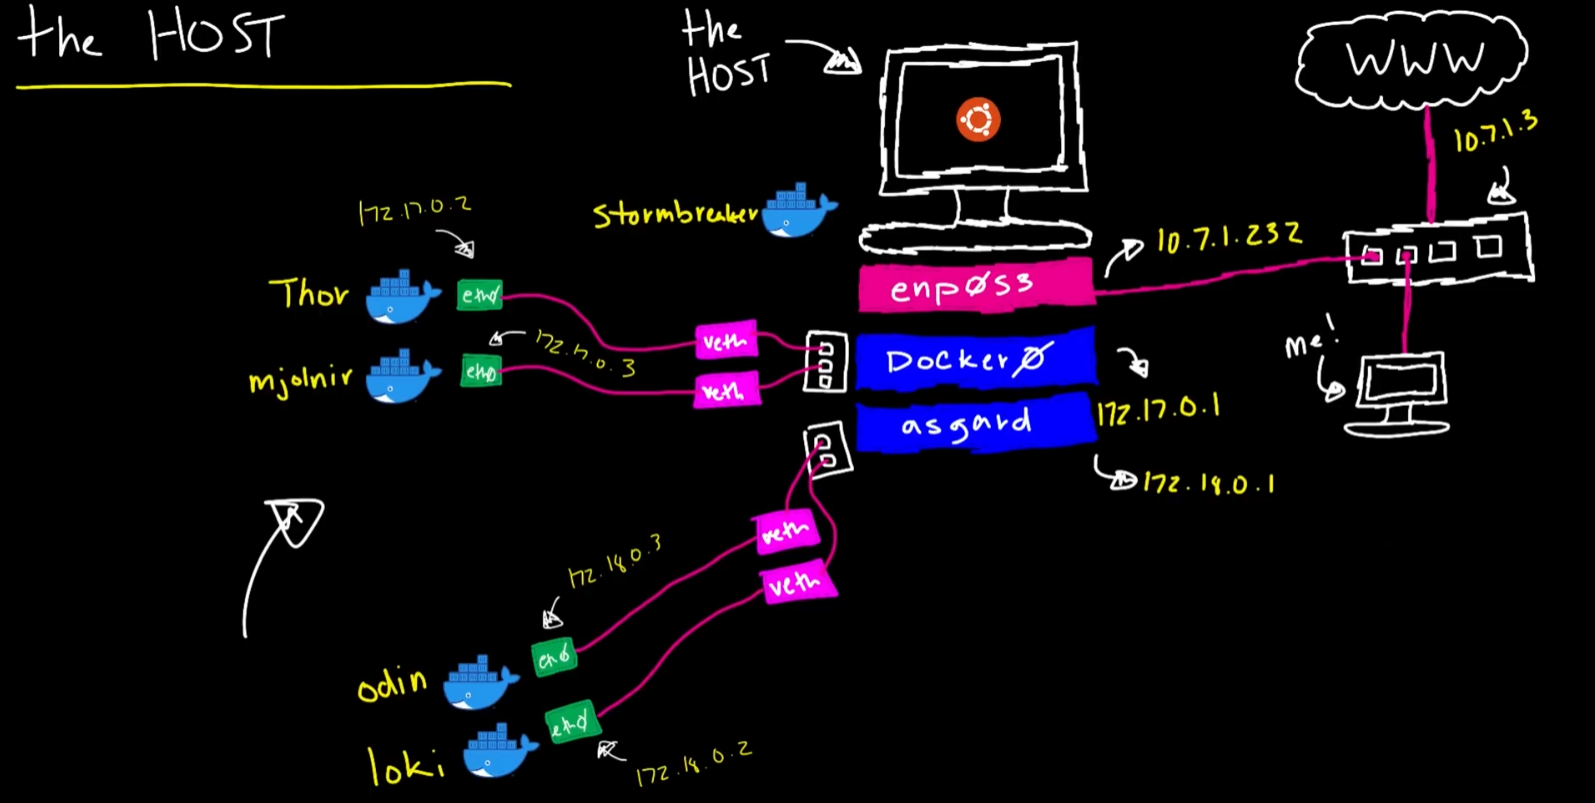 the HOST
the
HOST
WWW
10.7.1.3
172.17.0.2
stormbreaker
10.7.1.232
Thor
eth0
enpØs3
veth
172.17.0.3
me!
mjolnir
eth0
veth
DockerØ
172.17.0.1
asgard
172.18.0.1
veth
172.18.0.3
veth
odin
eth0
loki
eth0
172.18.0.2